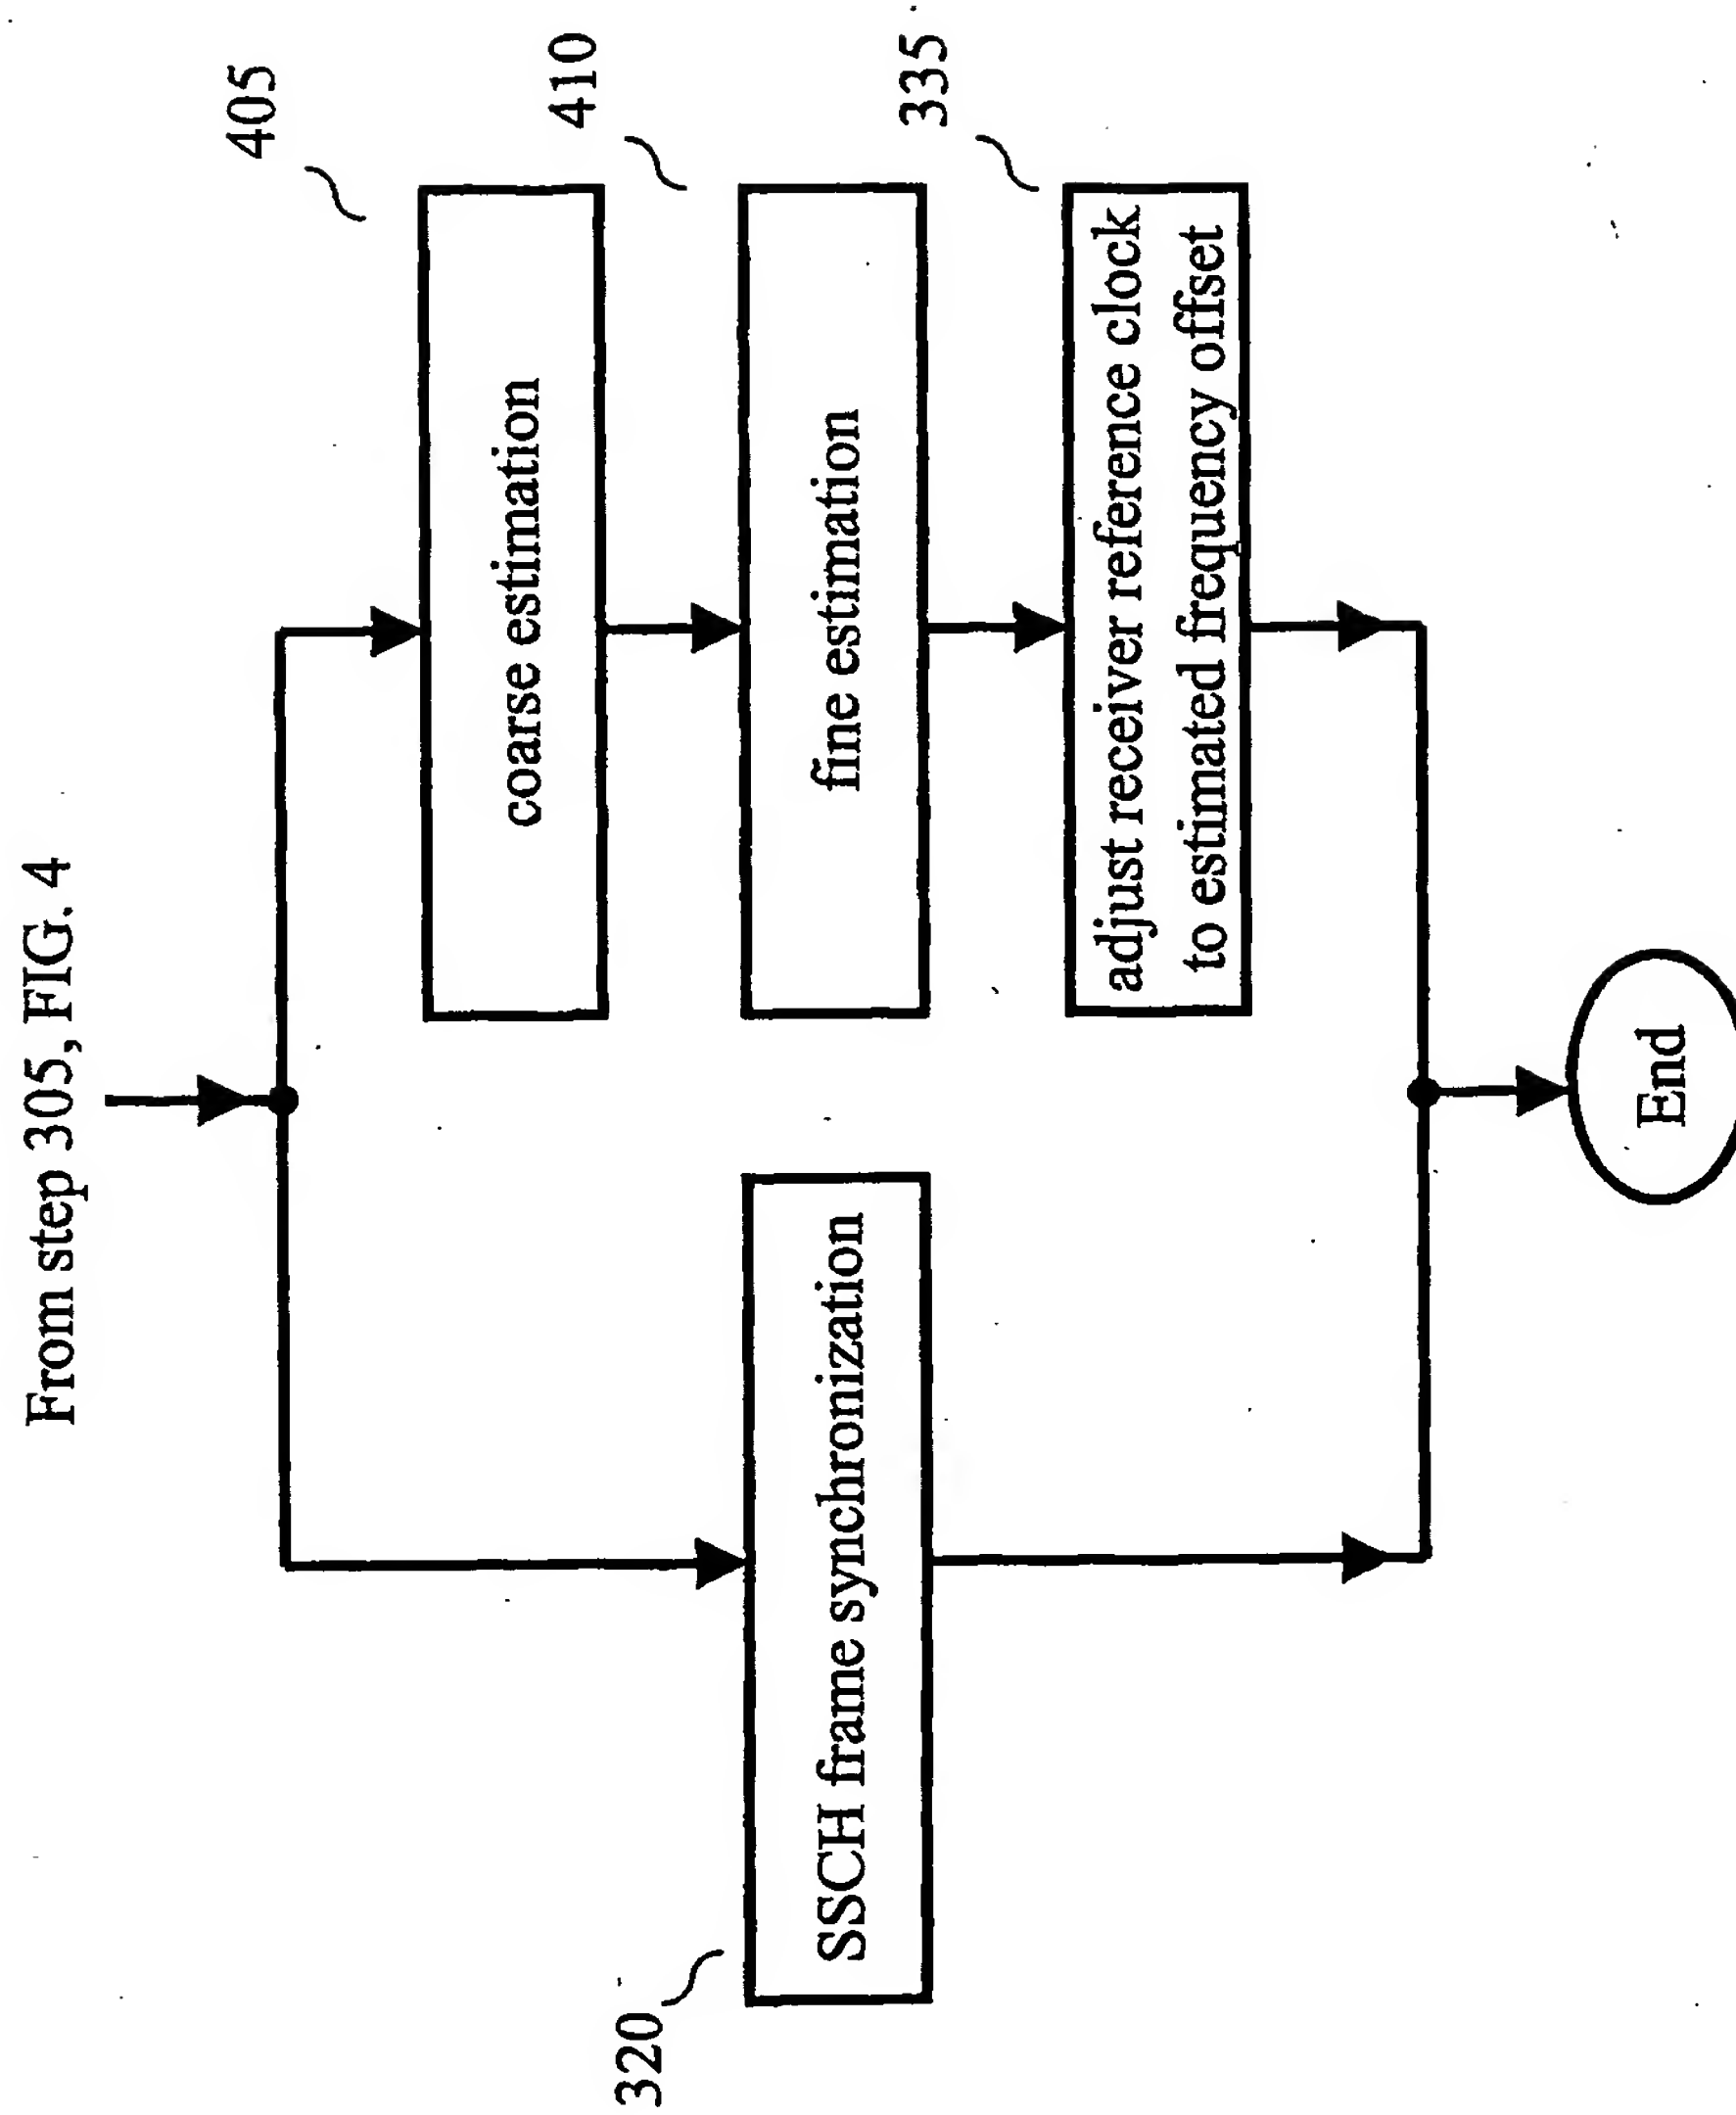 From step 305, FIG. 4
405
coarse estimation
410
fine estimation
320
SSCH frame synchronization
335
adjust receiver reference clock
to estimated frequency offset
End